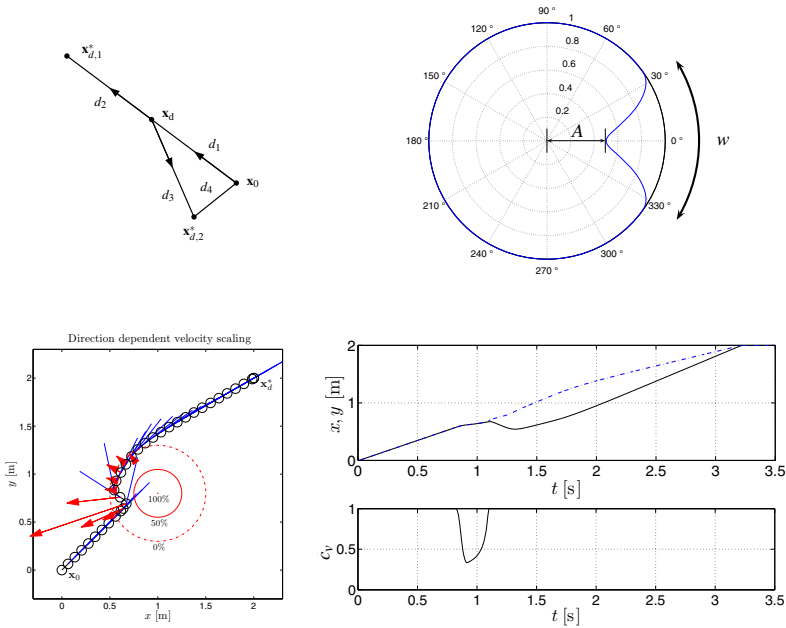 x*d,1
d2
xd
d1
x0
d4
d3
x*d,2
90 °
1
120 °
60 °
0.8
0.6
150 °
30 °
0.4
0.2
A
180 °
0 °
w
210 °
330 °
240 °
300 °
270 °
Direction dependent velocity scaling
2
1.5
1
0.5
0
y [m]
x*d
100%
50%
0%
x0
0 0.5 1 1.5 2
x [m]
2
1
0
x, y [m]
0 0.5 1 1.5 2 2.5 3 3.5
t [s]
1
0.5
0
cv
0 0.5 1 1.5 2 2.5 3 3.5
t [s]